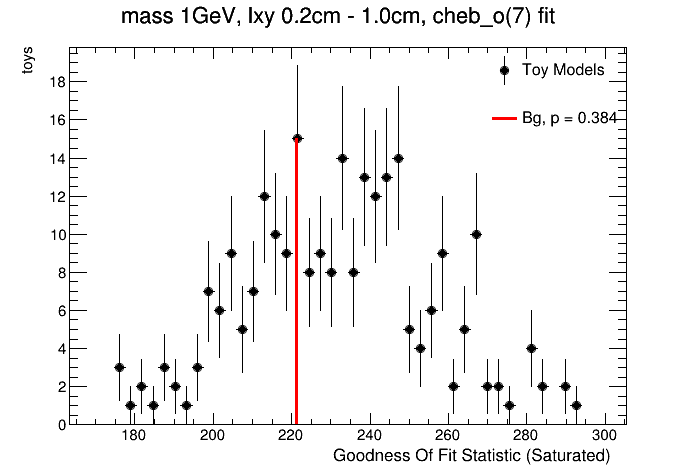 mass 1GeV, lxy 0.2cm - 1.0cm, cheb_o(7) fit
toys
Toy Models
Bg, p = 0.384
18
16
14
12
10
8
6
4
2
0
180 200 220 240 260 280 300
Goodness Of Fit Statistic (Saturated)